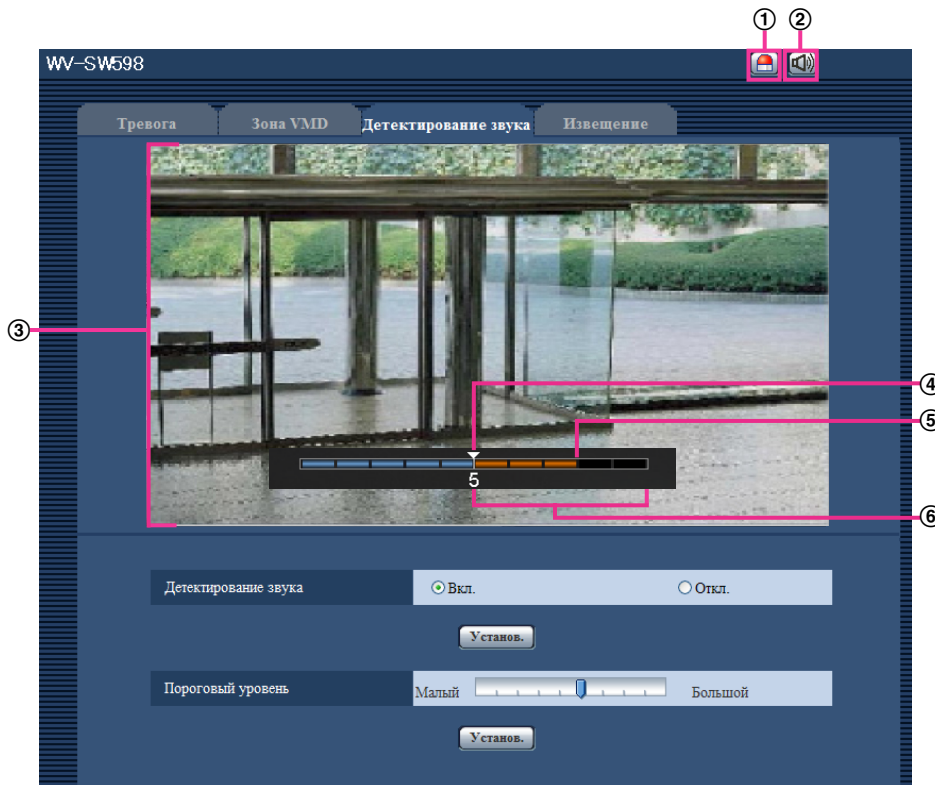 ① ②
WV-SW598
Тревога Зона VMD Детектирование звука Извещение
③
④
⑤
5
⑥
Детектирование звука Вкл. Откл.
Установ.
Пороговый уровень Малый Большой
Установ.